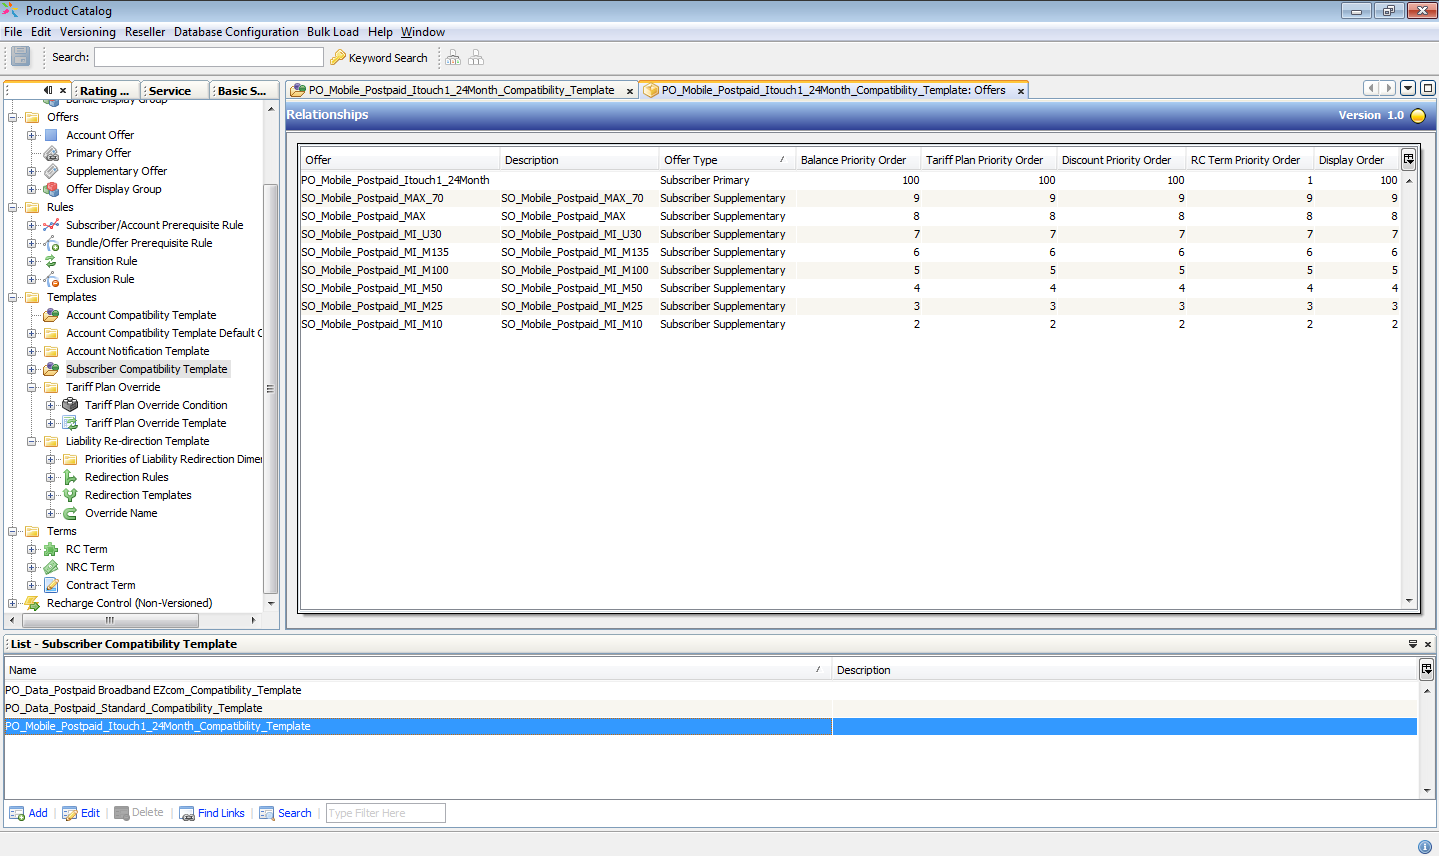 Product Catalog
File Edit Versioning Reseller Database Configuration Bulk Load Help Window
Search: Keyword Search
Rating ... Service Basic S...
Bundle Display Group
Offers
Account Offer
Primary Offer
Supplementary Offer
Offer Display Group
Rules
Subscriber/Account Prerequisite Rule
Bundle/Offer Prerequisite Rule
Transition Rule
Exclusion Rule
Templates
Account Compatibility Template
Account Compatibility Template Default C
Account Notification Template
Subscriber Compatibility Template
Tariff Plan Override
Tariff Plan Override Condition
Tariff Plan Override Template
Liability Re-direction Template
Priorities of Liability Redirection Dimer
Redirection Rules
Redirection Templates
Override Name
Terms
RC Term
NRC Term
Contract Term
Recharge Control (Non-Versioned)
PO_Mobile_Postpaid_Itouch1_24Month_Compatibility_Template PO_Mobile_Postpaid_Itouch1_24Month_Compatibility_Template: Offers
Relationships Version 1.0
Offer Description Offer Type Balance Priority Order Tariff Plan Priority Order Discount Priority Order RC Term Priority Order Display Order
PO_Mobile_Postpaid_Itouch1_24Month Subscriber Primary 100 100 100 1 100
SO_Mobile_Postpaid_MAX_70 SO_Mobile_Postpaid_MAX_70 Subscriber Supplementary 9 9 9 9 9
SO_Mobile_Postpaid_MAX SO_Mobile_Postpaid_MAX Subscriber Supplementary 8 8 8 8 8
SO_Mobile_Postpaid_MI_U30 SO_Mobile_Postpaid_MI_U30 Subscriber Supplementary 7 7 7 7 7
SO_Mobile_Postpaid_MI_M135 SO_Mobile_Postpaid_MI_M135 Subscriber Supplementary 6 6 6 6 6
SO_Mobile_Postpaid_MI_M100 SO_Mobile_Postpaid_MI_M100 Subscriber Supplementary 5 5 5 5 5
SO_Mobile_Postpaid_MI_M50 SO_Mobile_Postpaid_MI_M50 Subscriber Supplementary 4 4 4 4 4
SO_Mobile_Postpaid_MI_M25 SO_Mobile_Postpaid_MI_M25 Subscriber Supplementary 3 3 3 3 3
SO_Mobile_Postpaid_MI_M10 SO_Mobile_Postpaid_MI_M10 Subscriber Supplementary 2 2 2 2 2
List - Subscriber Compatibility Template
Name Description
PO_Data_Postpaid Broadband EZcom_Compatibility_Template
PO_Data_Postpaid_Standard_Compatibility_Template
PO_Mobile_Postpaid_Itouch1_24Month_Compatibility_Template
Add Edit Delete Find Links Search Type Filter Here